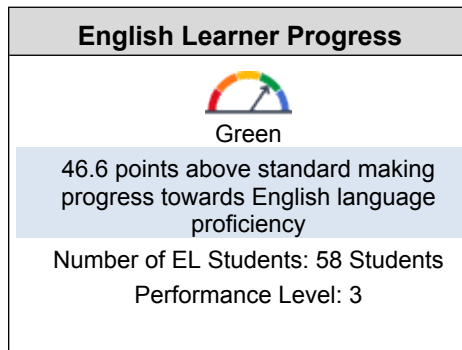 English Learner Progress
Green
46.6 points above standard making
progress towards English language
proficiency
Number of EL Students: 58 Students
Performance Level: 3